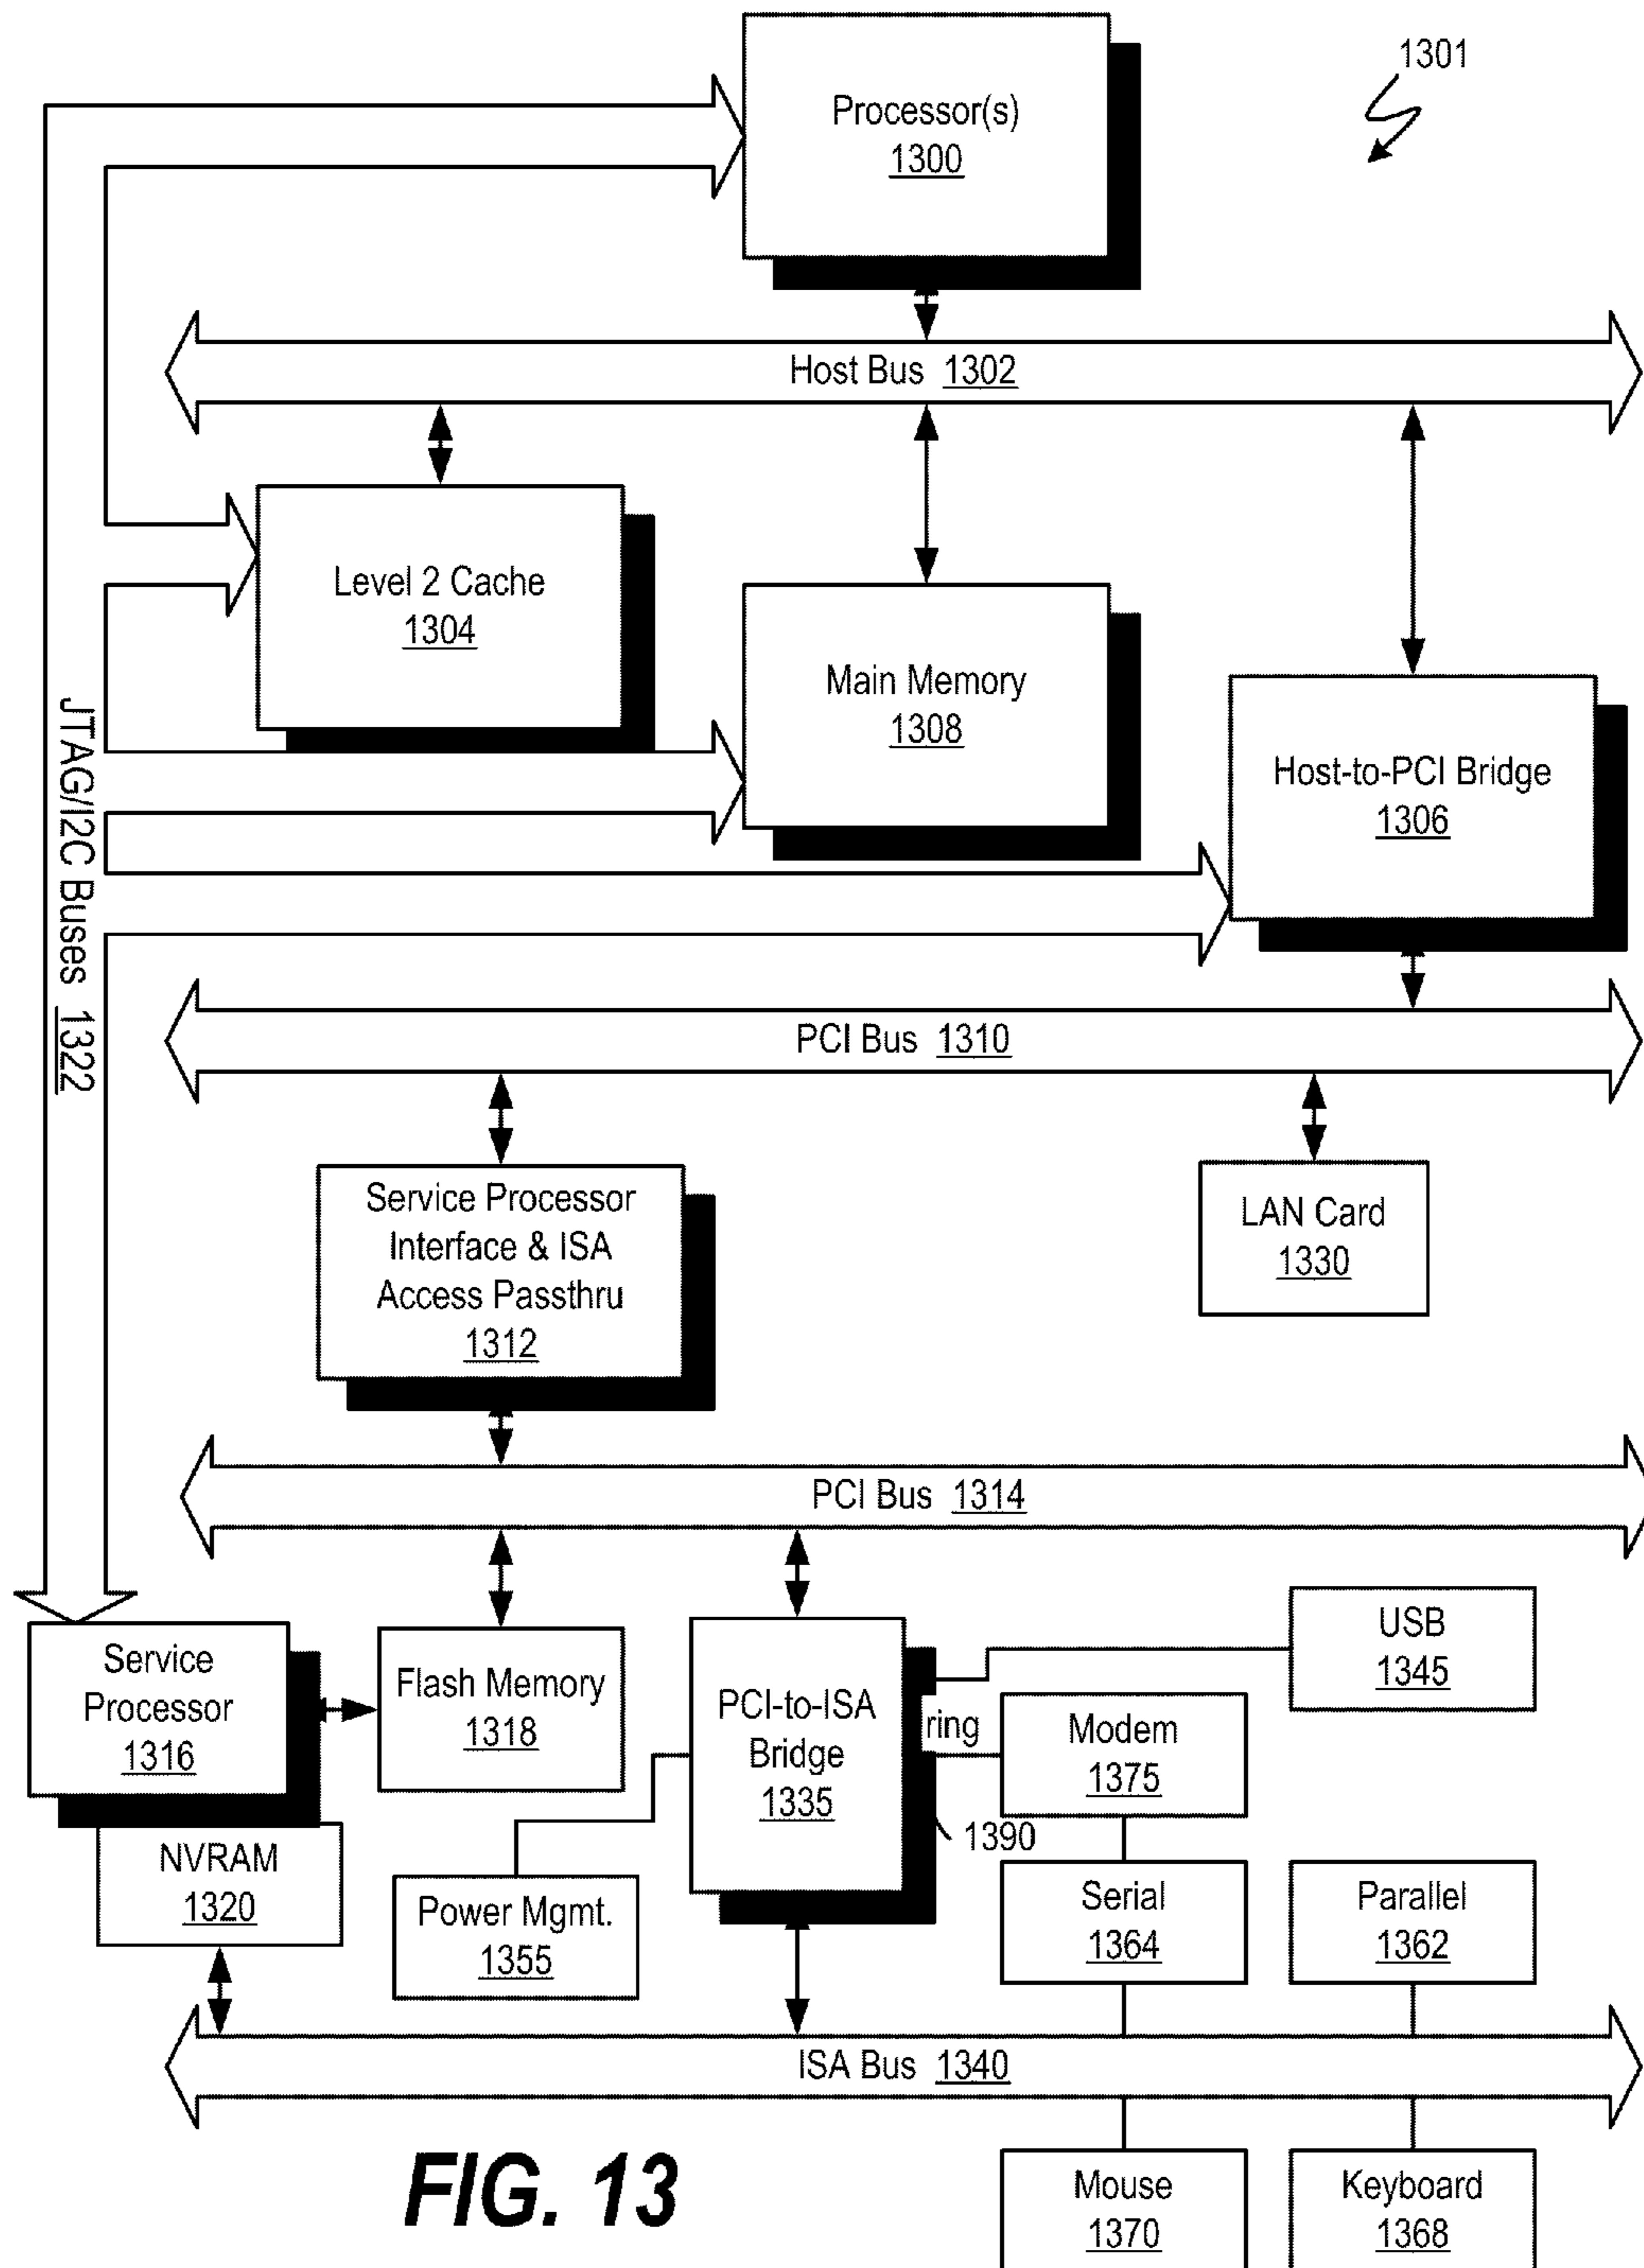 1301
Processor(s)
1300
Host Bus 1302
Level 2 Cache
1304
Main Memory
1308
Host-to-PCI Bridge
1306
JTAG/I2C Buses 1322
PCI Bus 1310
Service Processor
Interface & ISA
Access Passthru
1312
LAN Card
1330
PCI Bus 1314
Service
Processor
1316
Flash Memory
1318
PCI-to-ISA
Bridge
1335
USB
1345
ring
Modem
1375
1390
NVRAM
1320
Power Mgmt.
1355
Serial
1364
Parallel
1362
ISA Bus 1340
FIG. 13
Mouse
1370
Keyboard
1368